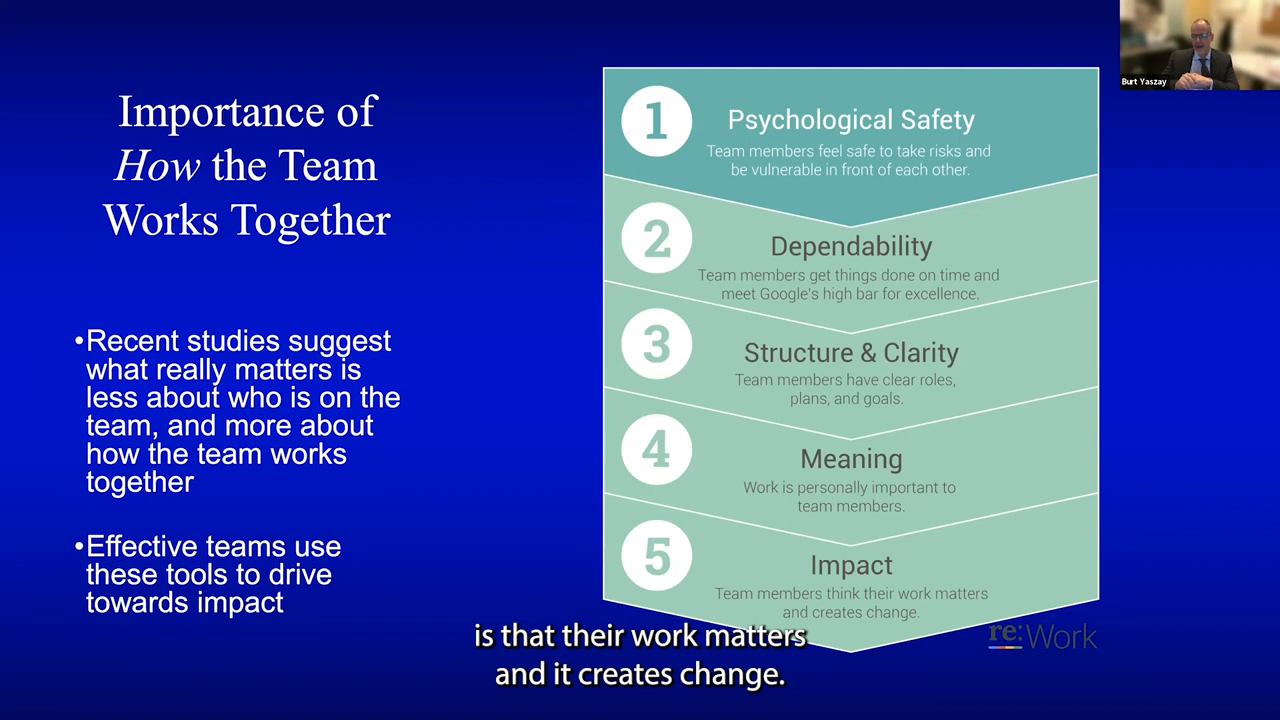 Importance of
How the Team
Works Together
•Recent studies suggest
what really matters is
less about who is on the
team, and more about
how the team works
together
•Effective teams use
these tools to drive
towards impact
1
Psychological Safety
Team members feel safe to take risks and
be vulnerable in front of each other.
2
Dependability
Team members get things done on time and
meet Google's high bar for excellence.
3
Structure & Clarity
Team members have clear roles,
plans, and goals.
4
Meaning
Work is personally important to
team members.
5
Impact
Team members think their work matters
and creates change.
re:Work
is that their work matters
and it creates change.
Burt Yaszay